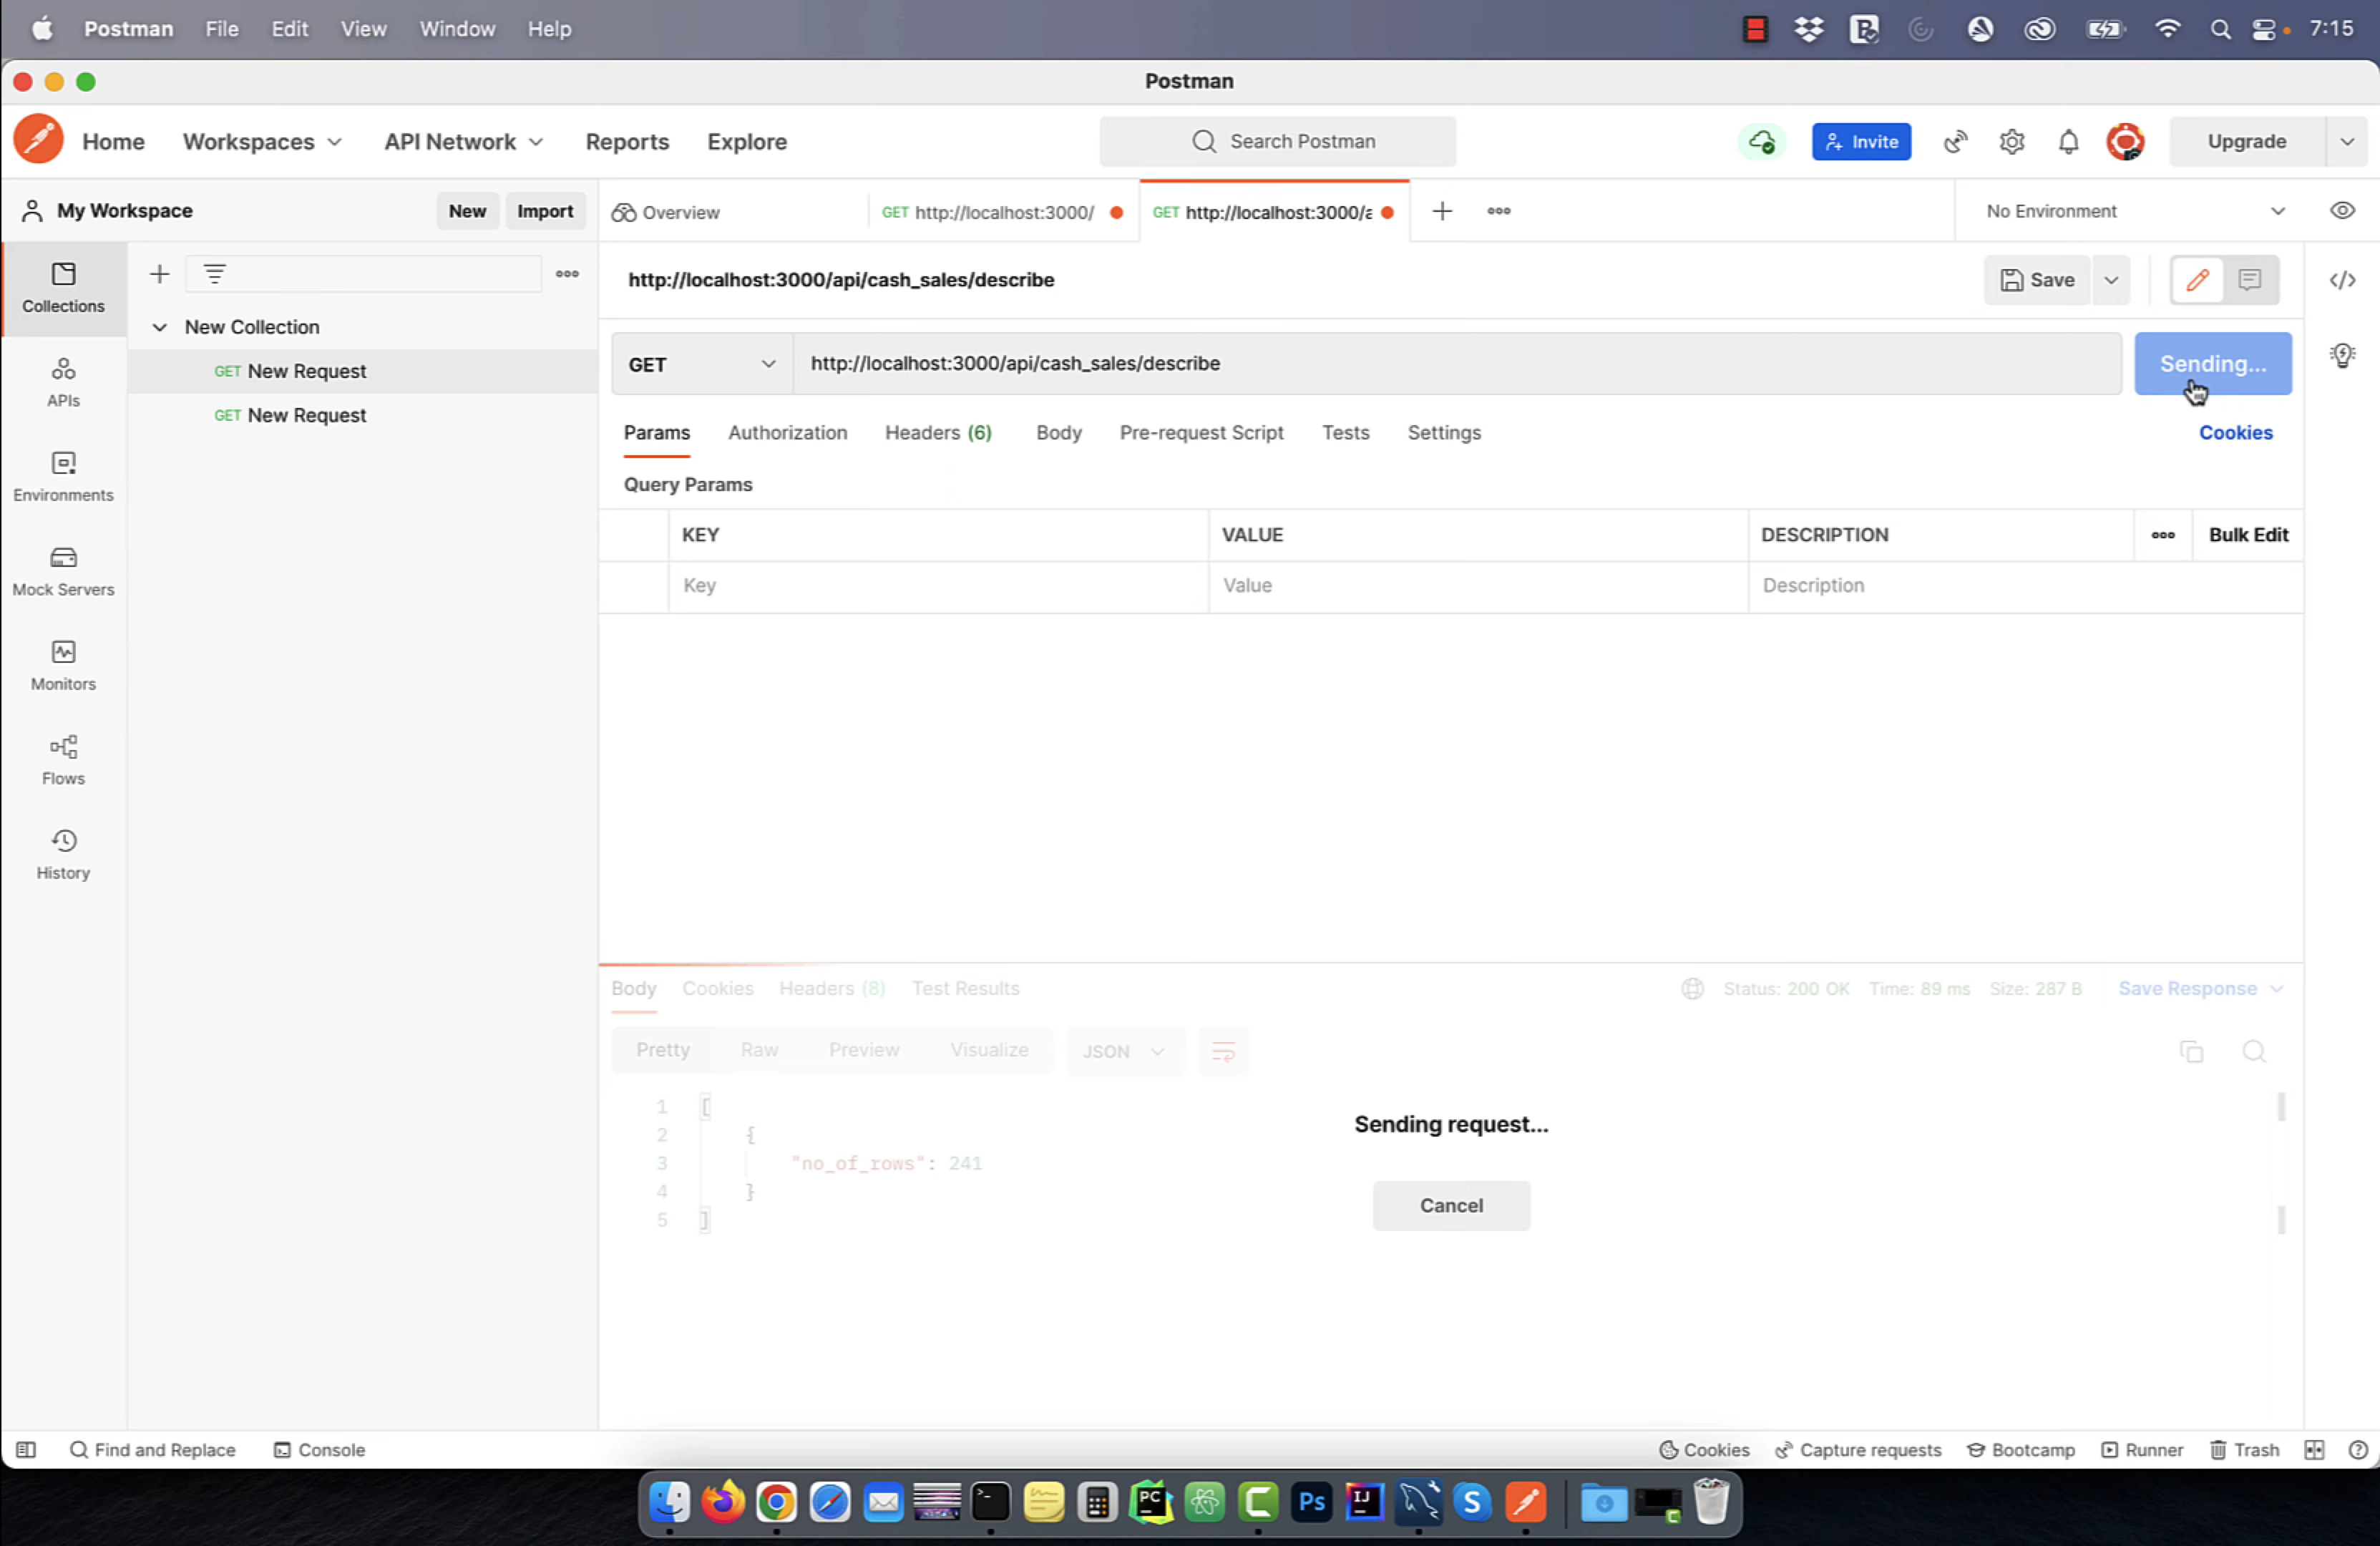 Postman File Edit View Window Help 7:15
Postman
Home Workspaces API Network Reports Explore Search Postman Invite Upgrade
My Workspace New Import Overview GET http://localhost:3000/ GET http://localhost:3000/a No Environment
Collections
New Collection
GET New Request
GET New Request
APIs
Environments
Mock Servers
Monitors
Flows
History
http://localhost:3000/api/cash_sales/describe Save
GET http://localhost:3000/api/cash_sales/describe Sending...
Params Authorization Headers (6) Body Pre-request Script Tests Settings Cookies
Query Params
KEY VALUE DESCRIPTION Bulk Edit
Key Value Description
Body Cookies Headers (8) Test Results Status: 200 OK Time: 89 ms Size: 287 B Save Response
Pretty Raw Preview Visualize JSON
1 [
2 {
3 "no_of_rows": 241
4 }
5 ]
Sending request...
Cancel
Find and Replace Console Cookies Capture requests Bootcamp Runner Trash
PC Ps IJ S